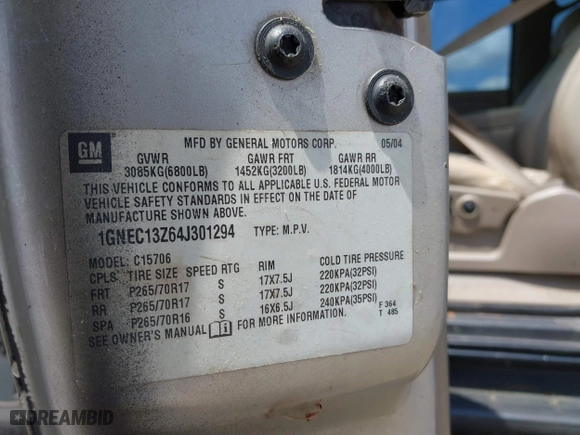 GM
MFD BY GENERAL MOTORS CORP. 05/04
GVWR GAWR FRT GAWR RR
3085KG(6800LB) 1452KG(3200LB) 1814KG(4000LB)
THIS VEHICLE CONFORMS TO ALL APPLICABLE U.S. FEDERAL MOTOR
VEHICLE SAFETY STANDARDS IN EFFECT ON THE DATE OF
MANUFACTURE SHOWN ABOVE.
1GNEC13Z64J301294 TYPE: M.P.V.
MODEL: C15706
CPLS TIRE SIZE SPEED RTG RIM COLD TIRE PRESSURE
FRT P265/70R17 S 17X7.5J 220KPA(32PSI)
RR P265/70R17 S 17X7.5J 220KPA(32PSI)
SPA P265/70R16 S 16X6.5J 240KPA(35PSI)
SEE OWNER'S MANUAL FOR MORE INFORMATION.
F 364
T 485
DREAMBID